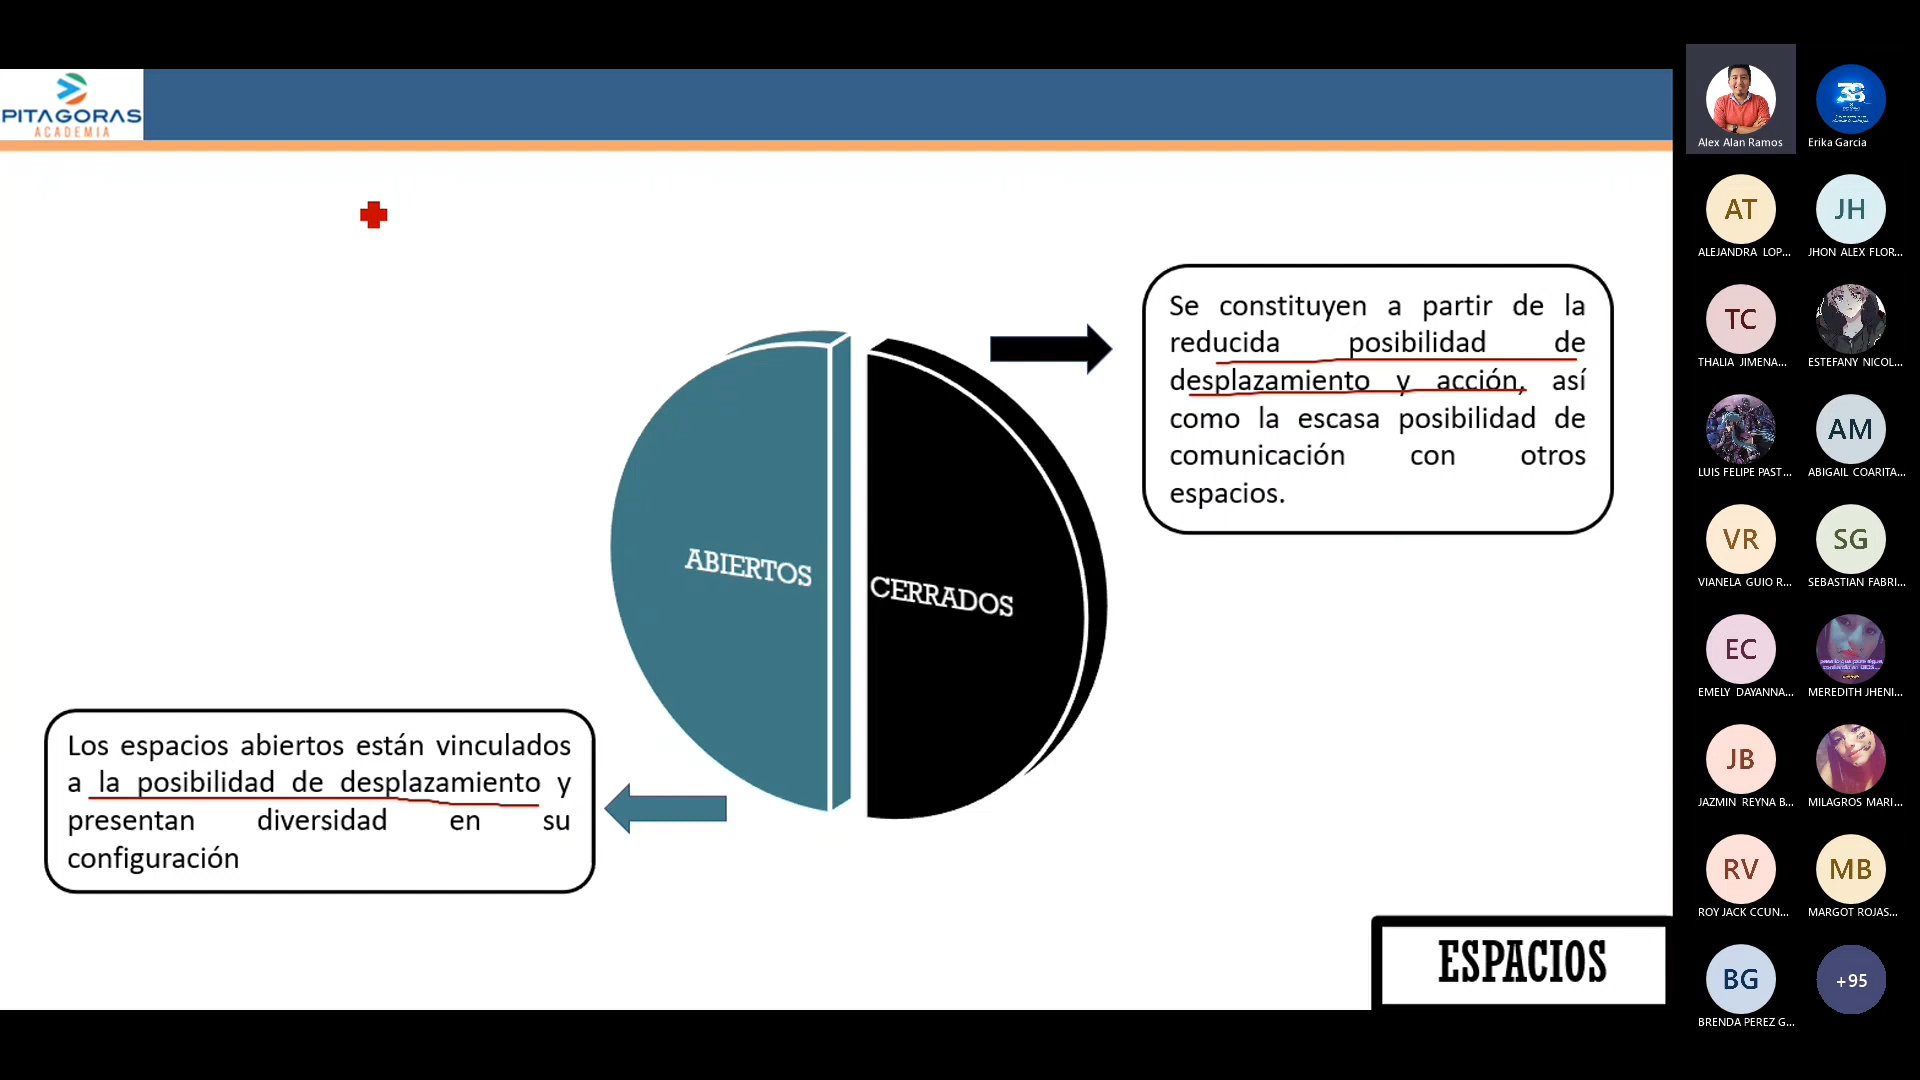 PITAGORAS
ACADEMIA
Se constituyen a partir de la
reducida posibilidad de
desplazamiento y acción, así
como la escasa posibilidad de
comunicación con otros
espacios.
ABIERTOS
CERRADOS
Los espacios abiertos están vinculados
a la posibilidad de desplazamiento y
presentan diversidad en su
configuración
ESPACIOS
Alex Alan Ramos
Erika Garcia
AT
JH
ALEJANDRA LOP...
JHON ALEX FLOR...
TC
THALIA JIMENA...
ESTEFANY NICOL...
AM
LUIS FELIPE PAST...
ABIGAIL COARITA...
VR
SG
VIANELA GUIO R...
SEBASTIAN FABRI...
EC
EMELY DAYANNA...
MEREDITH JHENI...
JB
JAZMIN REYNA B...
MILAGROS MARI...
RV
MB
ROY JACK CCUN...
MARGOT ROJAS...
BG
+95
BRENDA PEREZ G...